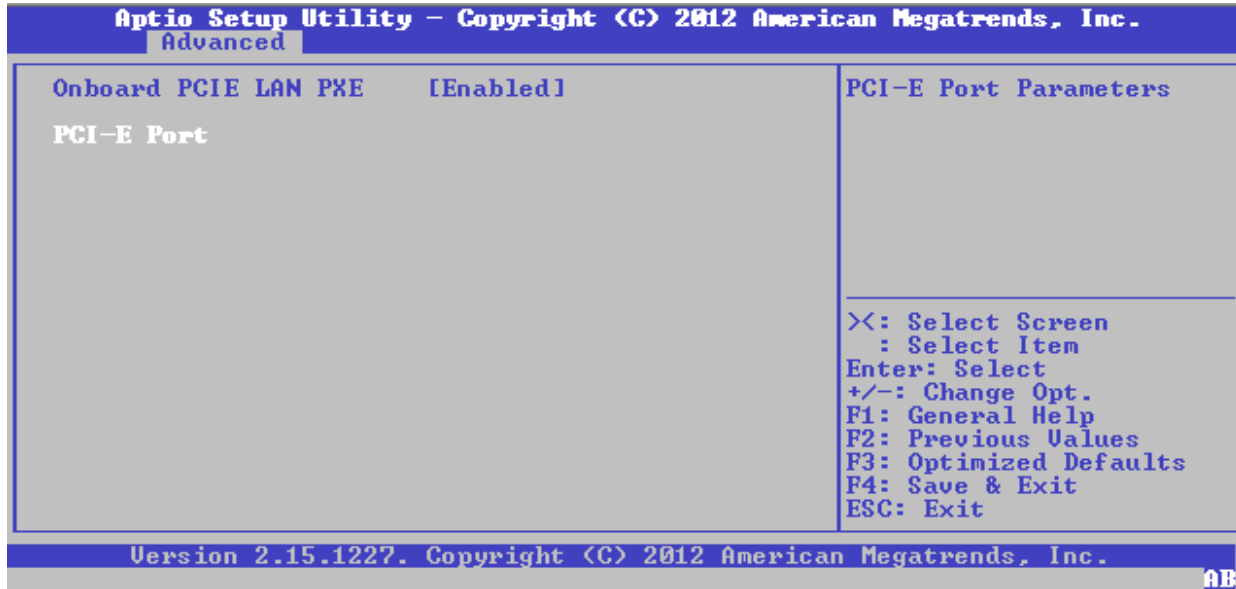 Aptio Setup Utility – Copyright (C) 2012 American Megatrends, Inc.
Advanced
Onboard PCIE LAN PXE [Enabled]
PCI-E Port
PCI-E Port Parameters
><: Select Screen
: Select Item
Enter: Select
+/-: Change Opt.
F1: General Help
F2: Previous Values
F3: Optimized Defaults
F4: Save & Exit
ESC: Exit
Version 2.15.1227. Copyright (C) 2012 American Megatrends, Inc.
AB